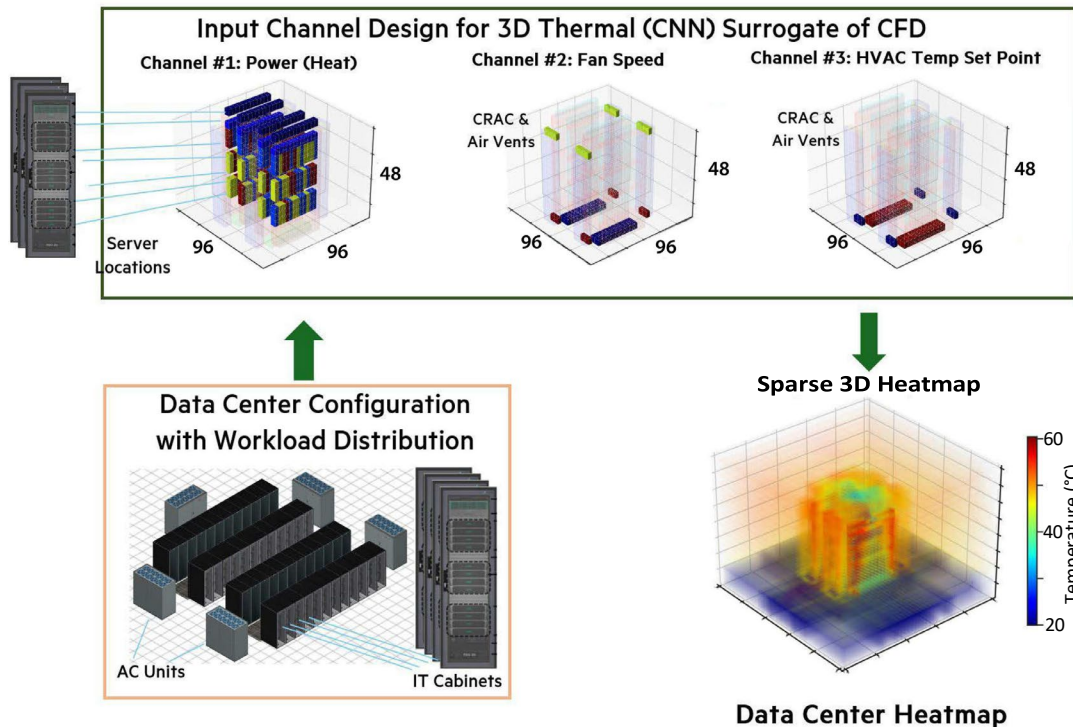 Input Channel Design for 3D Thermal (CNN) Surrogate of CFD
Channel #1: Power (Heat)
Channel #2: Fan Speed
Channel #3: HVAC Temp Set Point
CRAC &
Air Vents
CRAC &
Air Vents
48
48
48
96
96
96
96
96
96
Server
Locations
Data Center Configuration
with Workload Distribution
AC Units
IT Cabinets
Sparse 3D Heatmap
60
40
20
Temperature (°C)
Data Center Heatmap